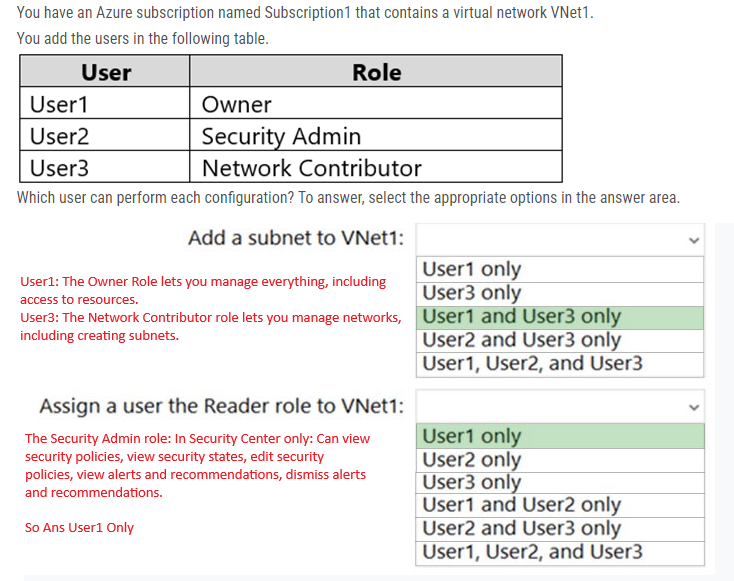 You have an Azure subscription named Subscription1 that contains a virtual network VNet1.
You add the users in the following table.
User Role
User1 Owner
User2 Security Admin
User3 Network Contributor
Which user can perform each configuration? To answer, select the appropriate options in the answer area.
Add a subnet to VNet1:
User1: The Owner Role lets you manage everything, including
access to resources.
User3: The Network Contributor role lets you manage networks,
including creating subnets.
User1 only
User3 only
User1 and User3 only
User2 and User3 only
User1, User2, and User3
Assign a user the Reader role to VNet1:
The Security Admin role: In Security Center only: Can view
security policies, view security states, edit security
policies, view alerts and recommendations, dismiss alerts
and recommendations.
So Ans User1 Only
User1 only
User2 only
User3 only
User1 and User2 only
User2 and User3 only
User1, User2, and User3